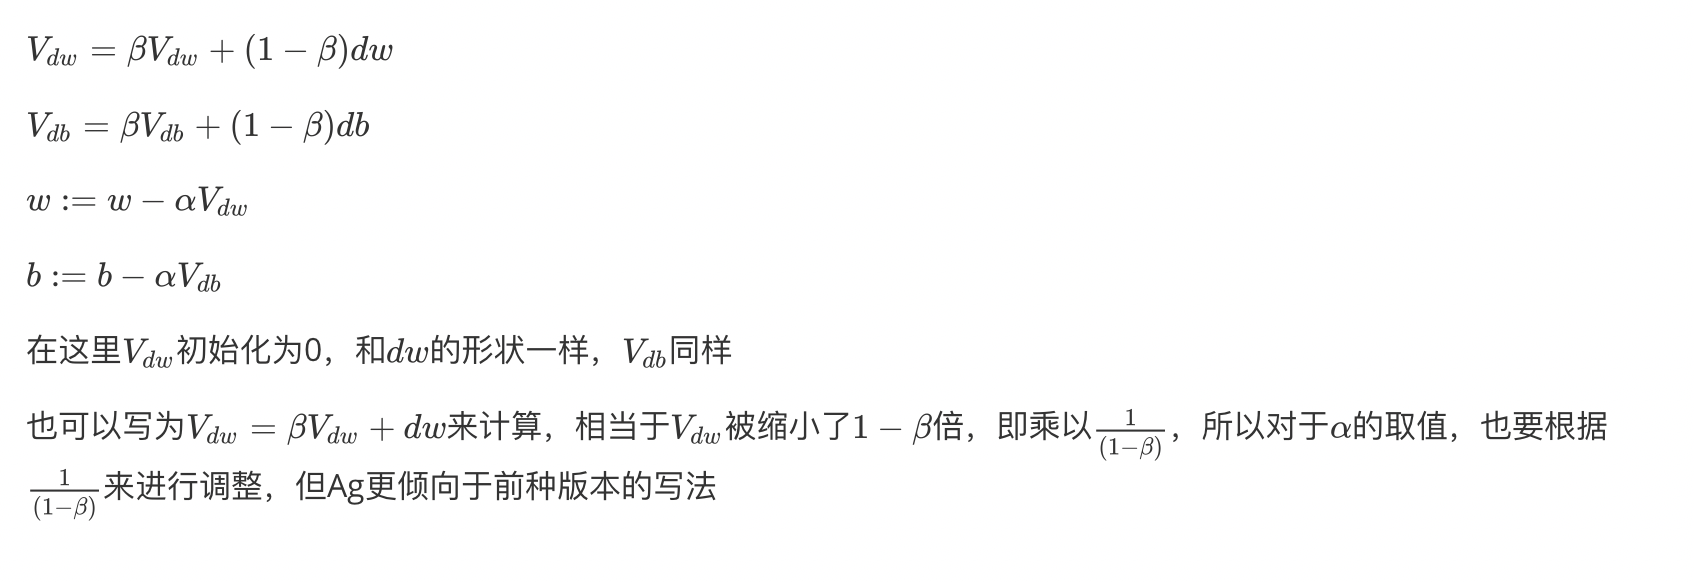 $V_{dw} = \beta V_{dw} + (1 - \beta)dw$
$V_{db} = \beta V_{db} + (1 - \beta)db$
$w := w - \alpha V_{dw}$
$b := b - \alpha V_{db}$
在这里$V_{dw}$初始化为0，和$dw$的形状一样，$V_{db}$同样
也可以写为$V_{dw} = \beta V_{dw} + dw$来计算，相当于$V_{dw}$被缩小了$1 - \beta$倍，即乘以$\frac{1}{(1-\beta)}$，所以对于$\alpha$的取值，也要根据
$\frac{1}{(1-\beta)}$来进行调整，但Ag更倾向于前种版本的写法